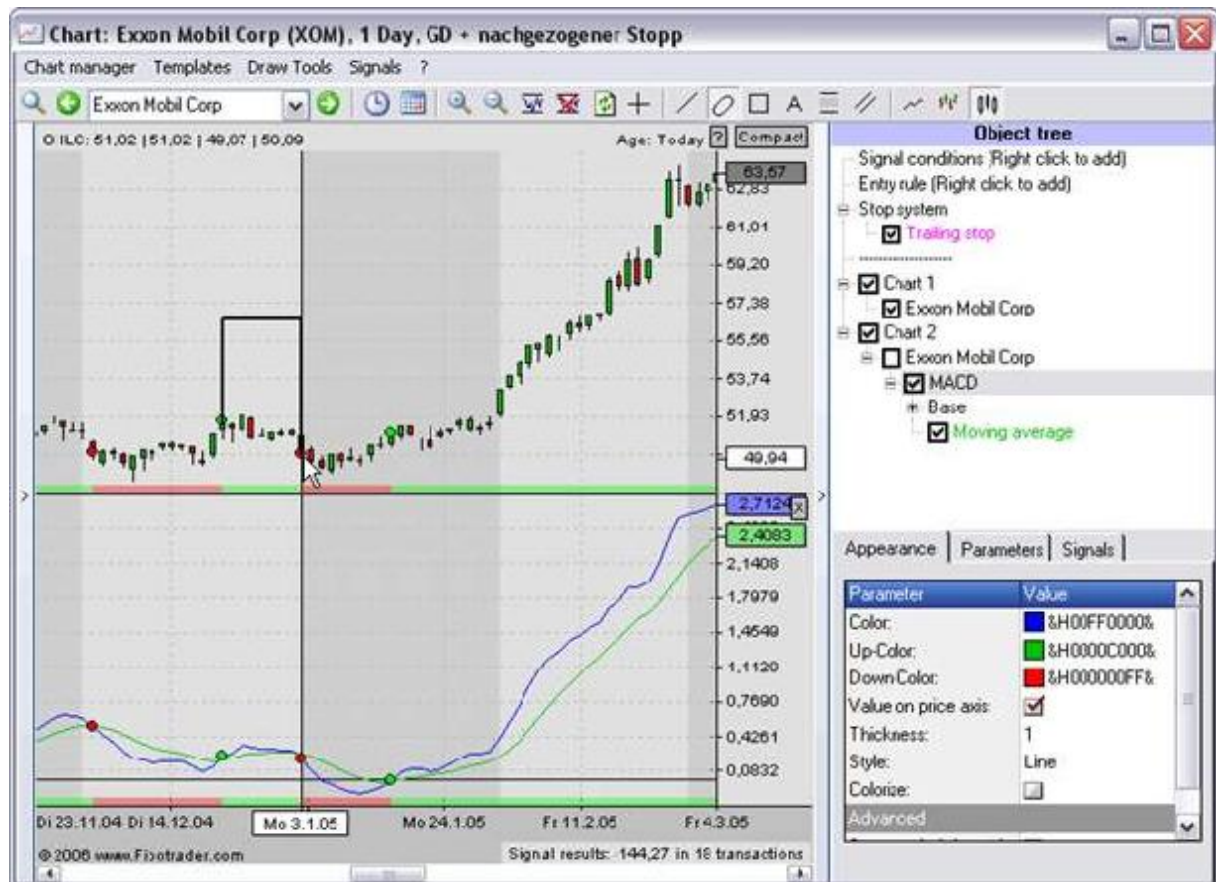 Chart: Exxon Mobil Corp (XOM), 1 Day, GD + nachgezogener Stopp
Chart manager Templates Draw Tools Signals ?
Exxon Mobil Corp
A
O ILC: 51,02 |51,02 | 49,07 | 50,09
Age: Today ? Compact
63,57
62,83
61,01
59,20
57,38
55,56
53,74
51,93
49,94
2,7124
X
2,4083
2,1408
1,7979
1,4549
1,1120
0,7690
0,4261
0,0832
Di 23.11.04 Di 14.12.04 Mo 3.1.05 Mo 24.1.05 Fr 11.2.05 Fr 4.3.05
© 2006 www.Fipotrader.com
Signal results: -144,27 in 18 transactions
Object tree
Signal conditions (Right click to add)
Entry rule (Right click to add)
Stop system
Trailing stop
Chart 1
Exxon Mobil Corp
Chart 2
Exxon Mobil Corp
MACD
Base
Moving average
Appearance Parameters Signals
Parameter Value
Color: &H00FF0000&
Up-Color: &H0000C000&
Down Color: &H000000FF&
Value on price axis
Thickness: 1
Style: Line
Colorize:
Advanced